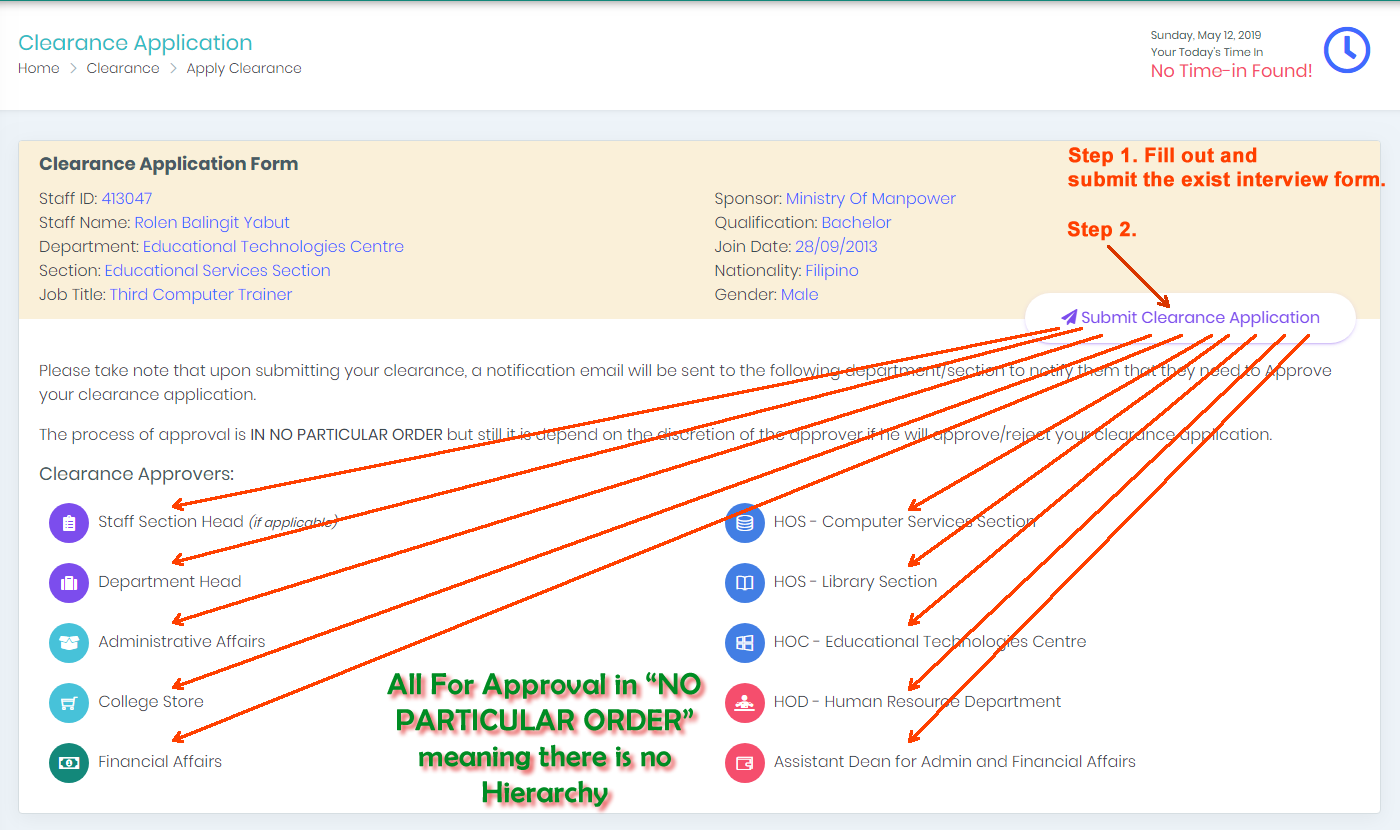 Clearance Application
Home > Clearance > Apply Clearance
Sunday, May 12, 2019
Your Today's Time In
No Time-in Found!
Clearance Application Form
Staff ID: 413047
Staff Name: Rolen Balingit Yabut
Department: Educational Technologies Centre
Section: Educational Services Section
Job Title: Third Computer Trainer
Sponsor: Ministry Of Manpower
Qualification: Bachelor
Join Date: 28/09/2013
Nationality: Filipino
Gender: Male
Step 1. Fill out and
submit the exist interview form.
Step 2.
Submit Clearance Application
Please take note that upon submitting your clearance, a notification email will be sent to the following department/section to notify them that they need to Approve
your clearance application.
The process of approval is IN NO PARTICULAR ORDER but still it is depend on the discretion of the approver if he will approve/reject your clearance application.
Clearance Approvers:
Staff Section Head (if applicable)
Department Head
Administrative Affairs
College Store
Financial Affairs
HOS - Computer Services Section
HOS - Library Section
HOC - Educational Technologies Centre
HOD - Human Resource Department
Assistant Dean for Admin and Financial Affairs
All For Approval in “NO
PARTICULAR ORDER”
meaning there is no
Hierarchy